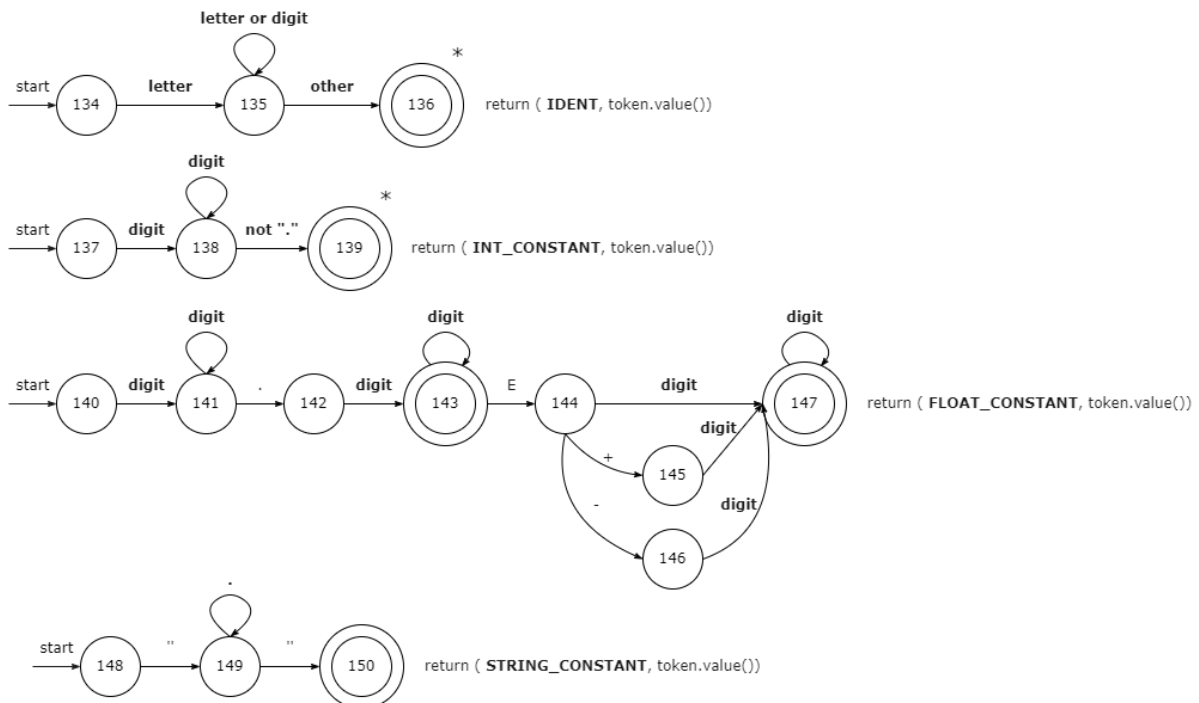 letter or digit
*
start 134 letter 135 other 136 return ( IDENT, token.value())
digit
*
start 137 digit 138 not "." 139 return ( INT_CONSTANT, token.value())
digit digit digit
start 140 digit 141 . 142 digit 143 E 144 digit 147 return ( FLOAT_CONSTANT, token.value())
+ 145 digit
- 146 digit
.
start 148 " 149 " 150 return ( STRING_CONSTANT, token.value())